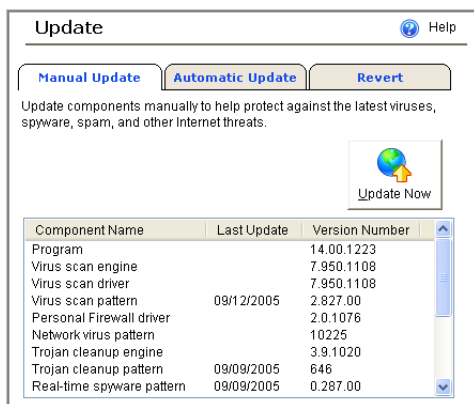 Update
Help
Manual Update
Automatic Update
Revert
Update components manually to help protect against the latest viruses,
spyware, spam, and other Internet threats.
Update Now
Component Name Last Update Version Number
Program 14.00.1223
Virus scan engine 7.950.1108
Virus scan driver 7.950.1108
Virus scan pattern 09/12/2005 2.827.00
Personal Firewall driver 2.0.1076
Network virus pattern 10225
Trojan cleanup engine 3.9.1020
Trojan cleanup pattern 09/09/2005 646
Real-time spyware pattern 09/09/2005 0.287.00